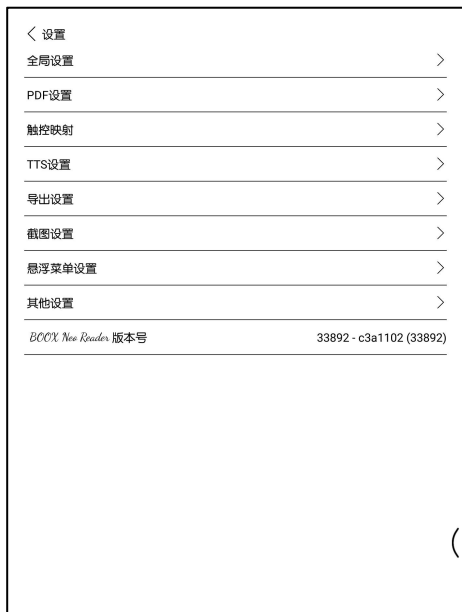 设置
全局设置
PDF设置
触控映射
TTS设置
导出设置
截图设置
悬浮菜单设置
其他设置
BOOX Neo Reader 版本号 33892 - c3a1102 (33892)